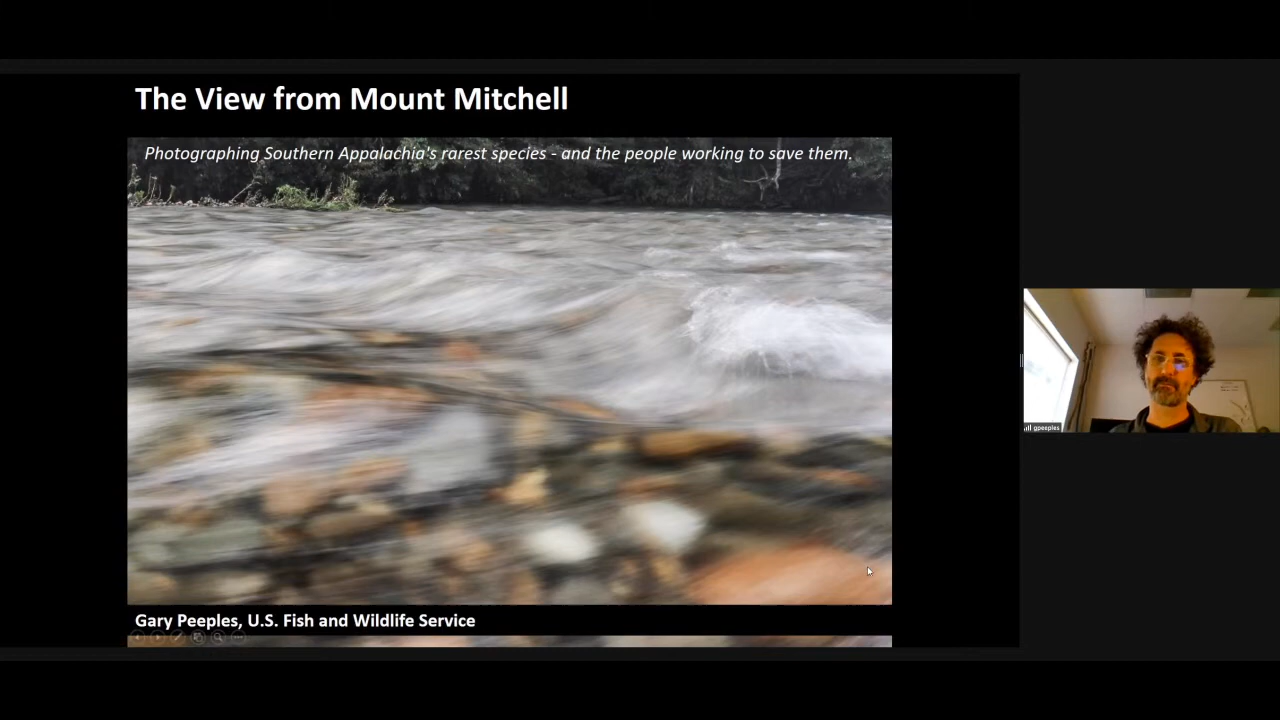 The View from Mount Mitchell
Photographing Southern Appalachia's rarest species - and the people working to save them.
gpeeples
Gary Peeples, U.S. Fish and Wildlife Service